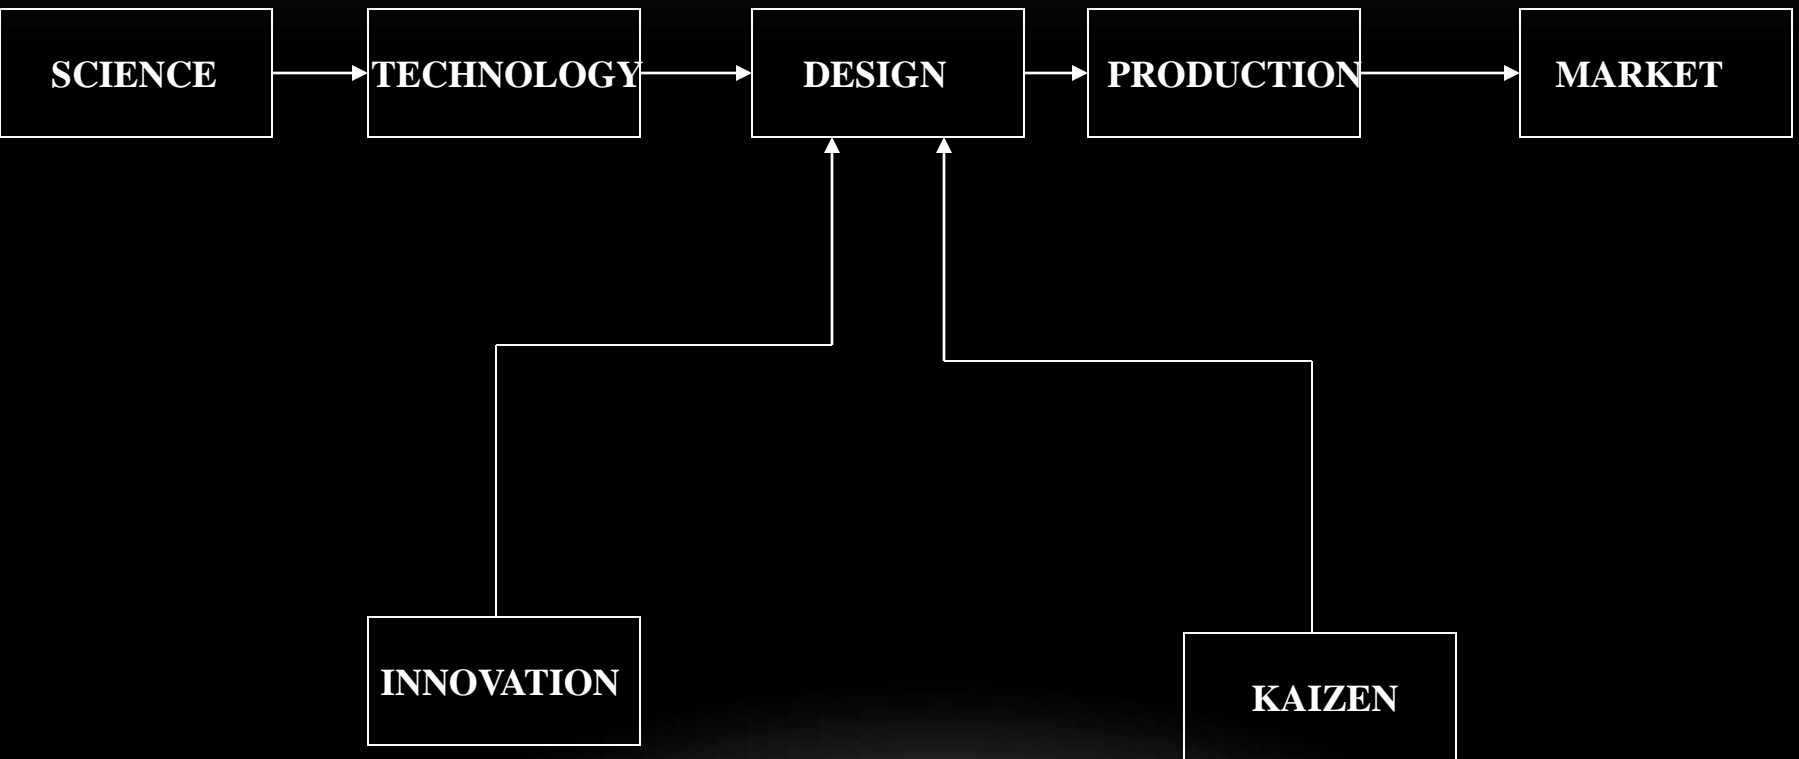 SCIENCE
TECHNOLOGY
DESIGN
PRODUCTION
MARKET
INNOVATION
KAIZEN